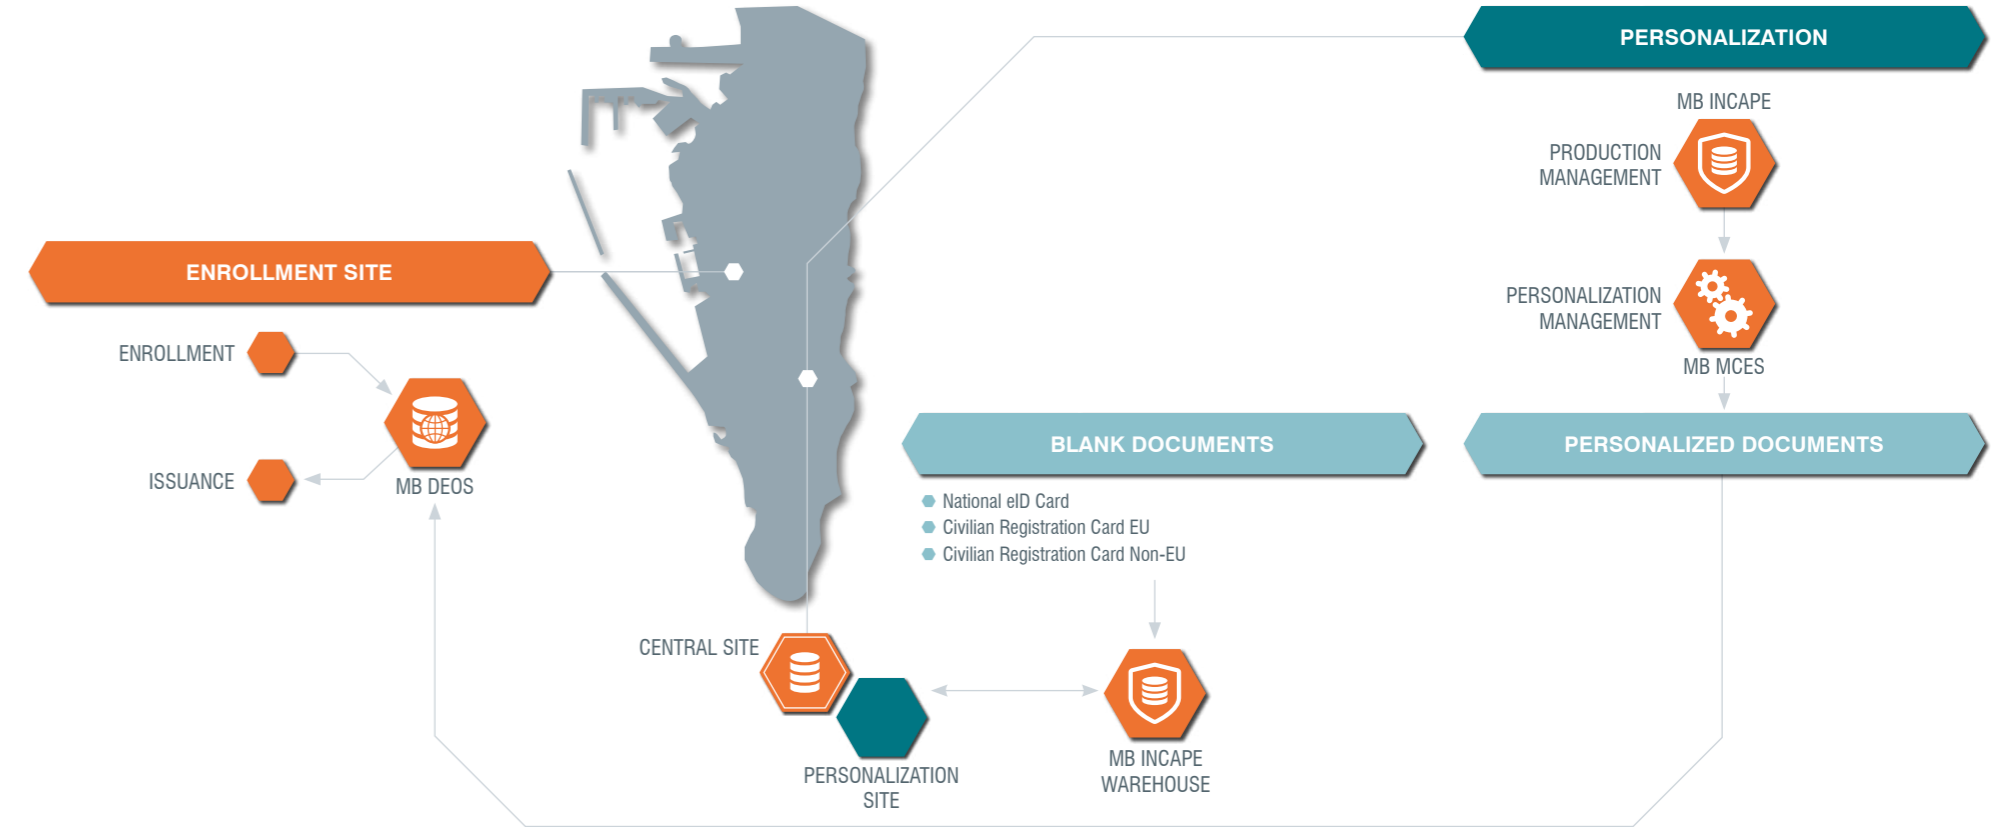 PERSONALIZATION
MB INCAPE
PRODUCTION
MANAGEMENT
PERSONALIZATION
MANAGEMENT
MB MCES
ENROLLMENT SITE
ENROLLMENT
ISSUANCE
MB DEOS
BLANK DOCUMENTS
National eID Card
Civilian Registration Card EU
Civilian Registration Card Non-EU
PERSONALIZED DOCUMENTS
CENTRAL SITE
PERSONALIZATION
SITE
MB INCAPE
WAREHOUSE